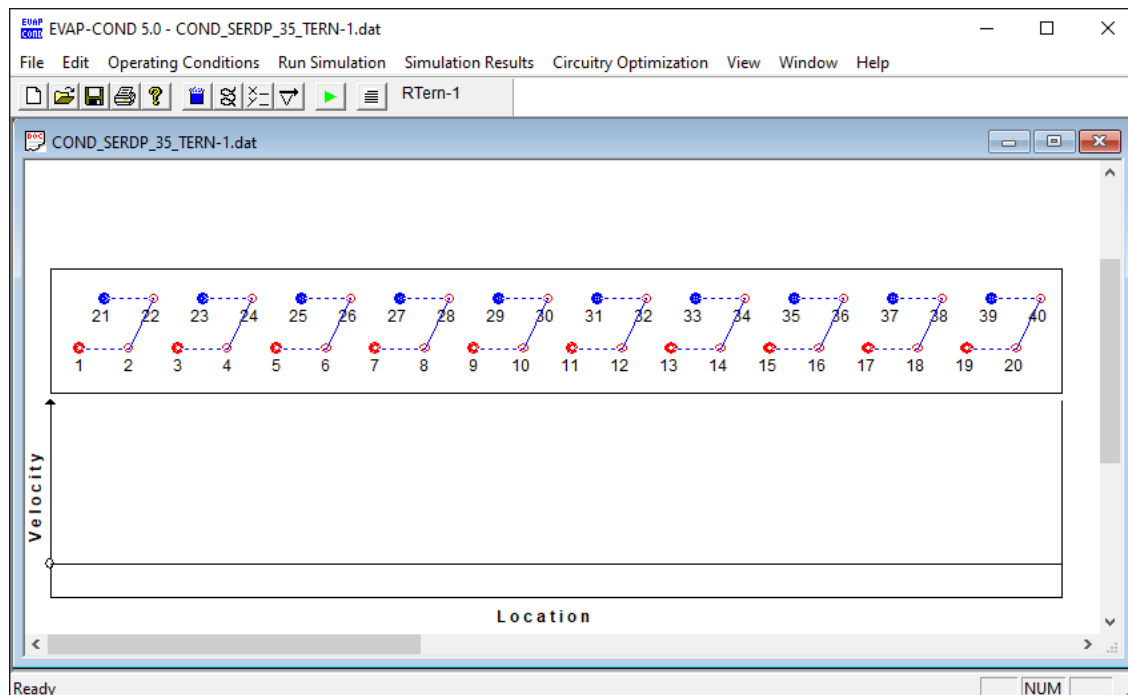 EVAP COND EVAP-COND 5.0 - COND_SERDP_35_TERN-1.dat
File Edit Operating Conditions Run Simulation Simulation Results Circuitry Optimization View Window Help
RTern-1
DOC COND_SERDP_35_TERN-1.dat
21 22 23 24 25 26 27 28 29 30 31 32 33 34 35 36 37 38 39 40
1 2 3 4 5 6 7 8 9 10 11 12 13 14 15 16 17 18 19 20
Velocity
Location
Ready NUM